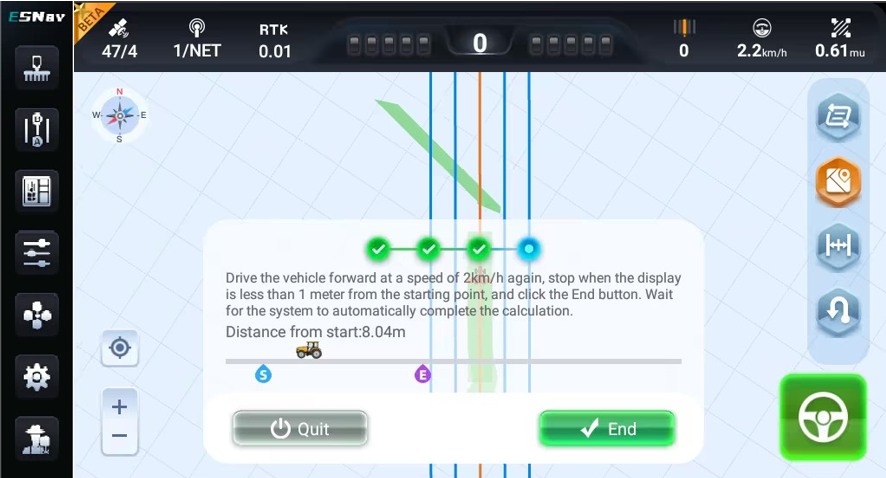 ESNav
BETA
47/4
1/NET
RTK
0.01
0
0
2.2km/h
0.61mu
N
W
E
S
A
Drive the vehicle forward at a speed of 2km/h again, stop when the display
is less than 1 meter from the starting point, and click the End button. Wait
for the system to automatically complete the calculation.
Distance from start:8.04m
S
E
Quit
End